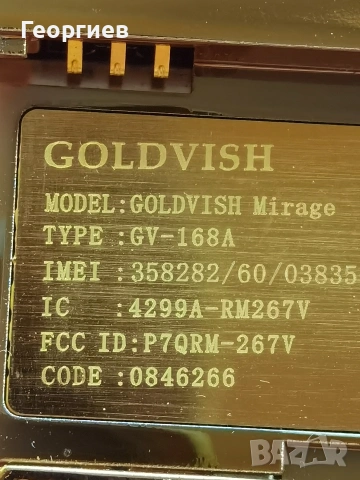 Георгиев
GOLDVISH
MODEL:GOLDVISH Mirage
TYPE :GV-168A
IMEI :358282/60/03835
IC :4299A-RM267V
FCC ID:P7QRM-267V
CODE :0846266
BAZAR